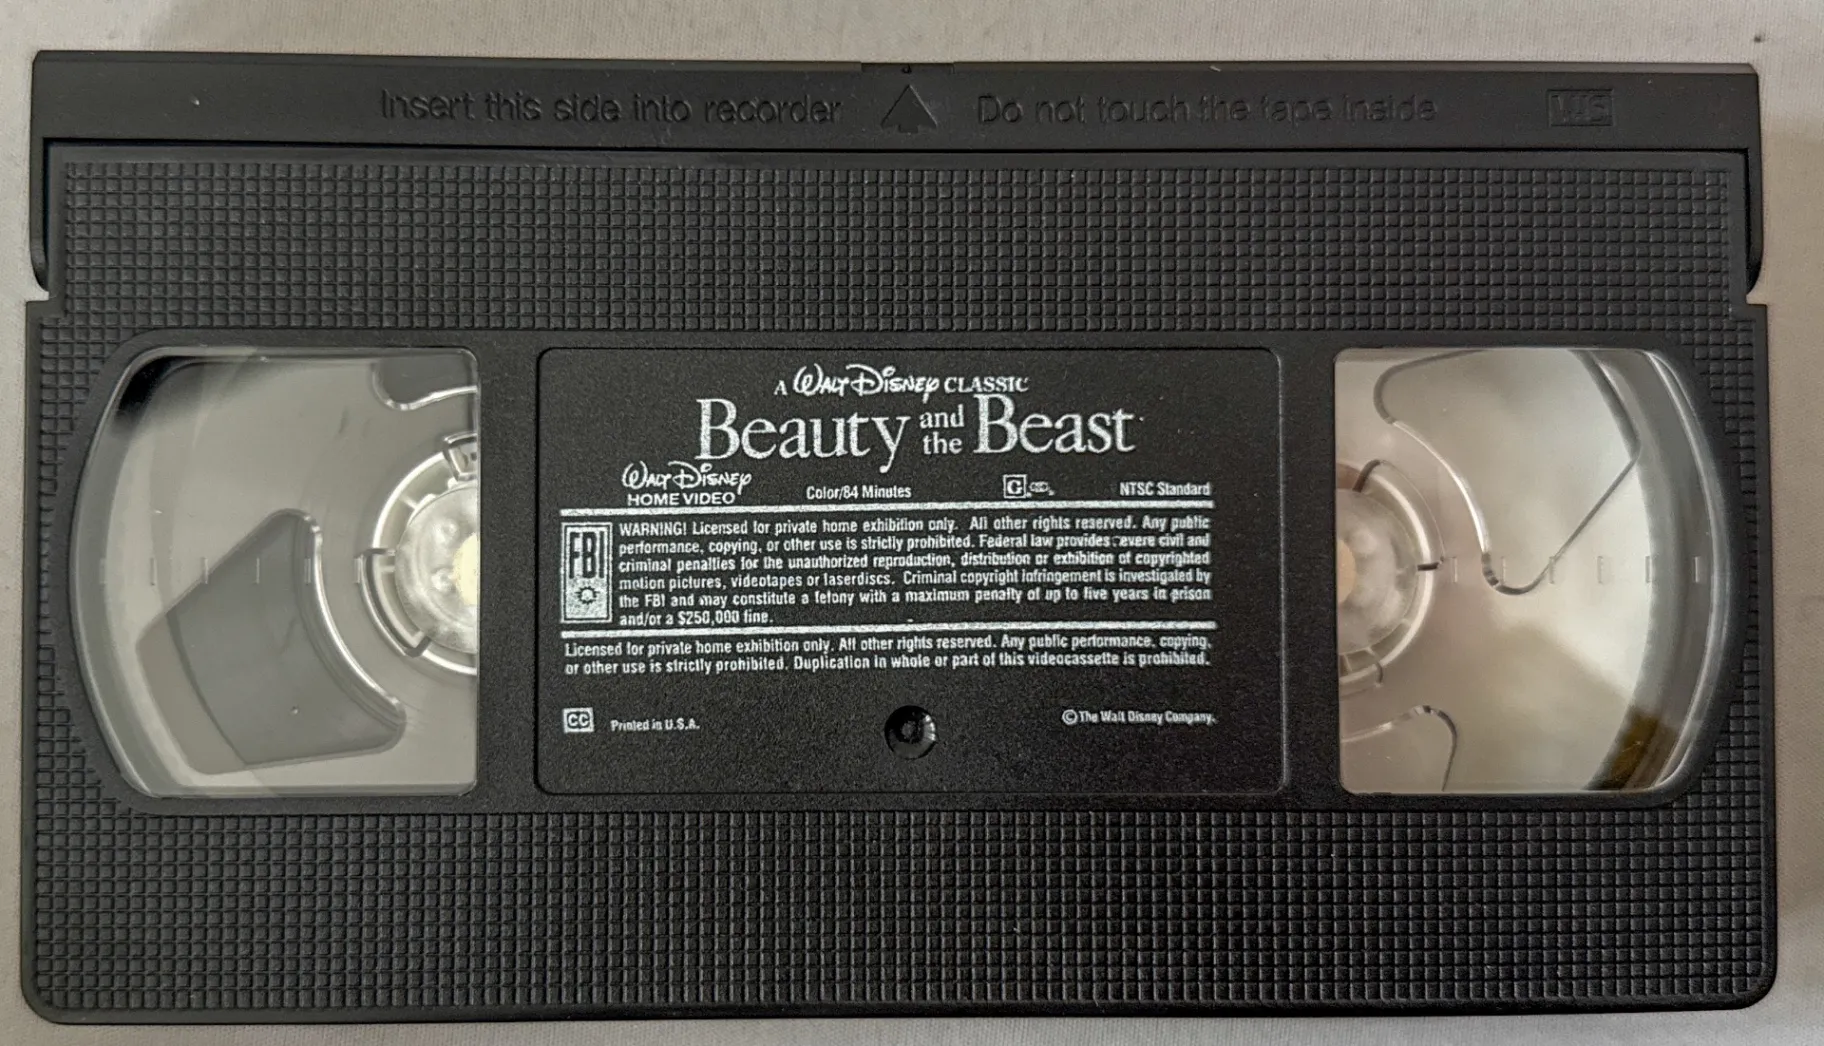 Insert this side into recorder
Do not touch the tape inside
VHS
A WALT DISNEY CLASSIC
Beauty and the Beast
WALT DISNEY
HOME VIDEO
Color/84 Minutes
G
NTSC Standard
FBI
WARNING! Licensed for private home exhibition only. All other rights reserved. Any public
performance, copying, or other use is strictly prohibited. Federal law provides severe civil and
criminal penalties for the unauthorized reproduction, distribution or exhibition of copyrighted
motion pictures, videotapes or laserdiscs. Criminal copyright infringement is investigated by
the FBI and may constitute a felony with a maximum penalty of up to five years in prison
and/or a $250,000 fine.
Licensed for private home exhibition only. All other rights reserved. Any public performance, copying,
or other use is strictly prohibited. Duplication in whole or part of this videocassette is prohibited.
CC
Printed in U.S.A.
©The Walt Disney Company.